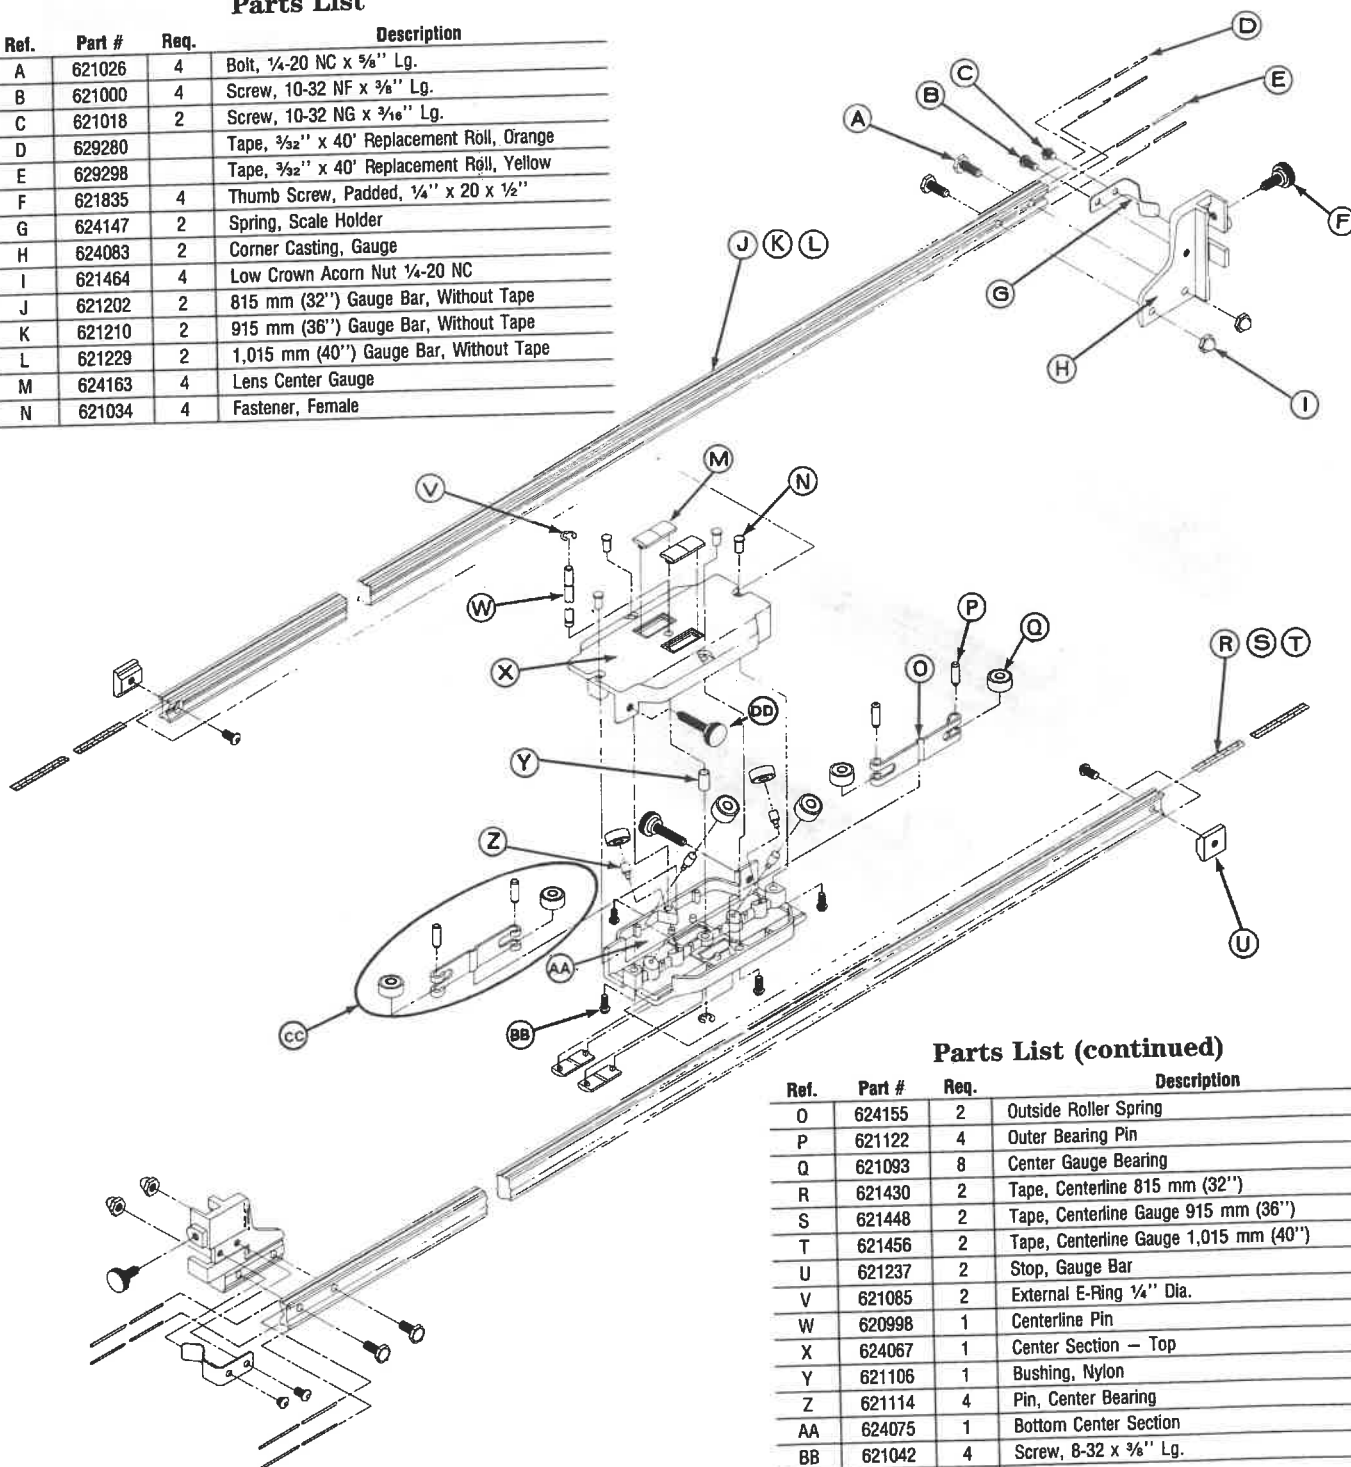 Parts List
Ref. Part # Req. Description
A 621026 4 Bolt, ¼-20 NC x ⅝'' Lg.
B 621000 4 Screw, 10-32 NF x ⅜'' Lg.
C 621018 2 Screw, 10-32 NG x 3/16'' Lg.
D 629280 Tape, 3/32'' x 40' Replacement Roll, Orange
E 629298 Tape, 3/32'' x 40' Replacement Roll, Yellow
F 621835 4 Thumb Screw, Padded, ¼'' x 20 x ½''
G 624147 2 Spring, Scale Holder
H 624083 2 Corner Casting, Gauge
I 621464 4 Low Crown Acorn Nut ¼-20 NC
J 621202 2 815 mm (32'') Gauge Bar, Without Tape
K 621210 2 915 mm (36'') Gauge Bar, Without Tape
L 621229 2 1,015 mm (40'') Gauge Bar, Without Tape
M 624163 4 Lens Center Gauge
N 621034 4 Fastener, Female
D
C
E
B
A
F
J K L
G
H
I
M
V
N
W
P
Q
X
O
R S T
DD
Y
Z
U
AA
CC
BB
Parts List (continued)
Ref. Part # Req. Description
O 624155 2 Outside Roller Spring
P 621122 4 Outer Bearing Pin
Q 621093 8 Center Gauge Bearing
R 621430 2 Tape, Centerline 815 mm (32'')
S 621448 2 Tape, Centerline Gauge 915 mm (36'')
T 621456 2 Tape, Centerline Gauge 1,015 mm (40'')
U 621237 2 Stop, Gauge Bar
V 621085 2 External E-Ring ¼'' Dia.
W 620998 1 Centerline Pin
X 624067 1 Center Section — Top
Y 621106 1 Bushing, Nylon
Z 621114 4 Pin, Center Bearing
AA 624075 1 Bottom Center Section
BB 621042 4 Screw, 8-32 x ⅜'' Lg.